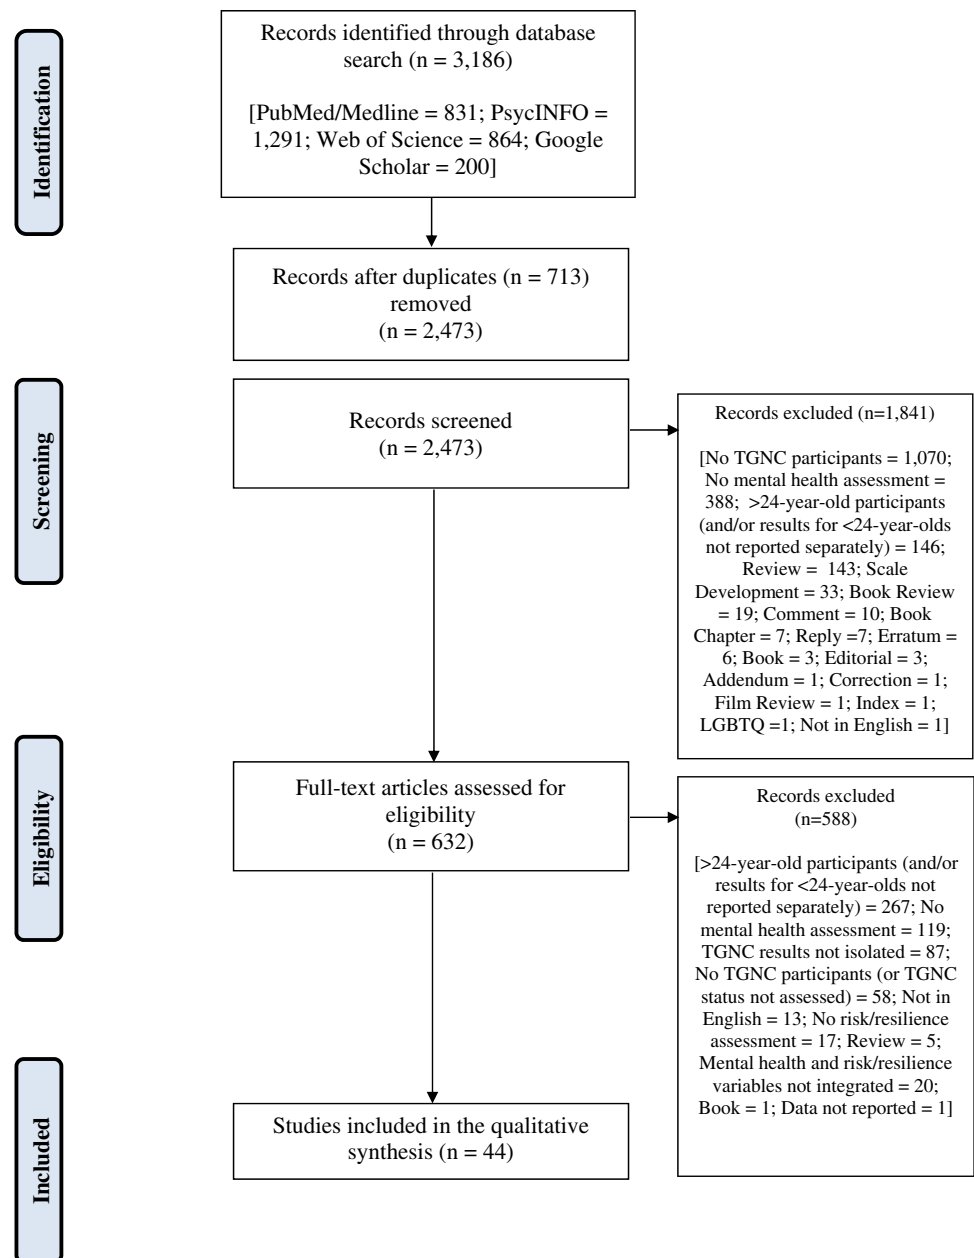 Identification
Records identified through database
search (n = 3,186)
[PubMed/Medline = 831; PsycINFO =
1,291; Web of Science = 864; Google
Scholar = 200]
Records after duplicates (n = 713)
removed
(n = 2,473)
Screening
Records screened
(n = 2,473)
Records excluded (n=1,841)
[No TGNC participants = 1,070;
No mental health assessment =
388;  >24-year-old participants
(and/or results for <24-year-olds
not reported separately) = 146;
Review =  143; Scale
Development = 33; Book Review
= 19; Comment = 10; Book
Chapter = 7; Reply =7; Erratum =
6; Book = 3; Editorial = 3;
Addendum = 1; Correction = 1;
Film Review = 1; Index = 1;
LGBTQ =1; Not in English = 1]
Eligibility
Full-text articles assessed for
eligibility
(n = 632)
Records excluded
(n=588)
[>24-year-old participants (and/or
results for <24-year-olds not
reported separately) = 267; No
mental health assessment = 119;
TGNC results not isolated = 87;
No TGNC participants (or TGNC
status not assessed) = 58; Not in
English = 13; No risk/resilience
assessment = 17; Review = 5;
Mental health and risk/resilience
variables not integrated = 20;
Book = 1; Data not reported = 1]
Included
Studies included in the qualitative
synthesis (n = 44)